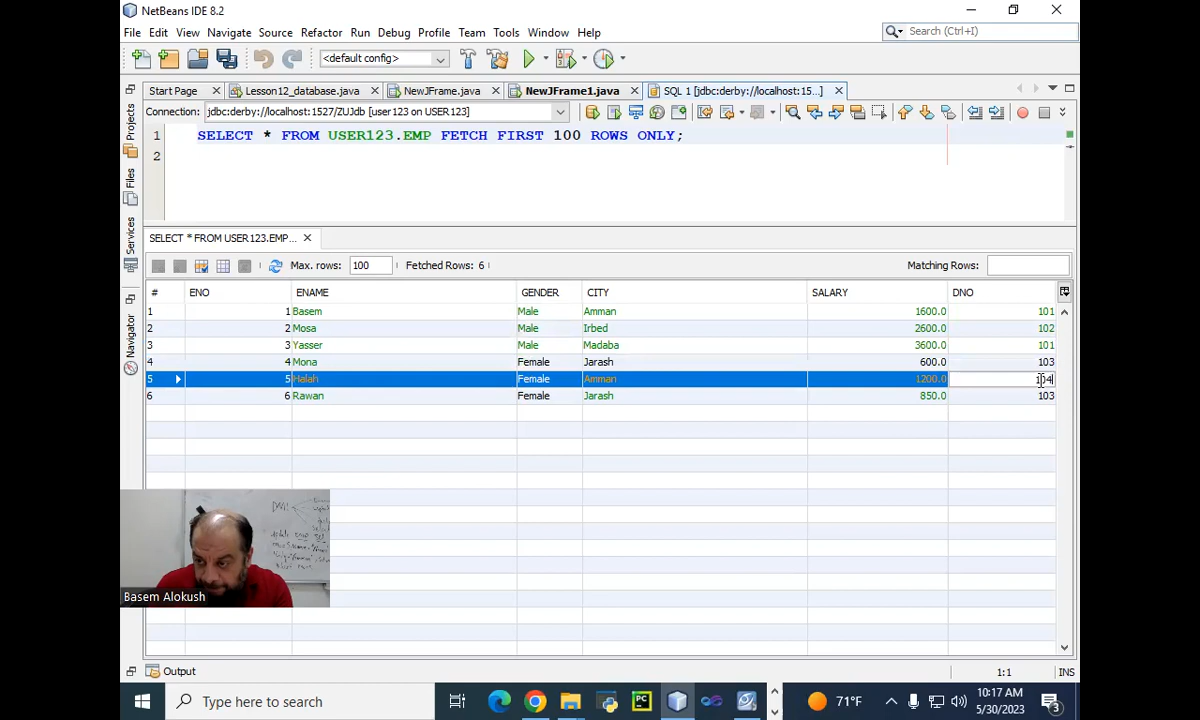 NetBeans IDE 8.2
File Edit View Navigate Source Refactor Run Debug Profile Team Tools Window Help
Search (Ctrl+I)
<default config>
Start Page Lesson12_database.java NewJFrame.java NewJFrame1.java SQL 1 [jdbc:derby://localhost:15...]
Connection: jdbc:derby://localhost:1527/ZUJdb [user123 on USER123]
1 SELECT * FROM USER123.EMP FETCH FIRST 100 ROWS ONLY;
2
Projects
Files
Services
Navigator
SELECT * FROM USER123.EMP...
Max. rows: 100 Fetched Rows: 6 Matching Rows:
# ENO ENAME GENDER CITY SALARY DNO
1 1 Basem Male Amman 1600.0 101
2 2 Mosa Male Irbed 2600.0 102
3 3 Yasser Male Madaba 3600.0 101
4 4 Mona Female Jarash 600.0 103
5 5 Halah Female Amman 1200.0 104
6 6 Rawan Female Jarash 850.0 103
Basem Alokush
Output 1:1 INS
Type here to search 71°F 10:17 AM
5/30/2023 3